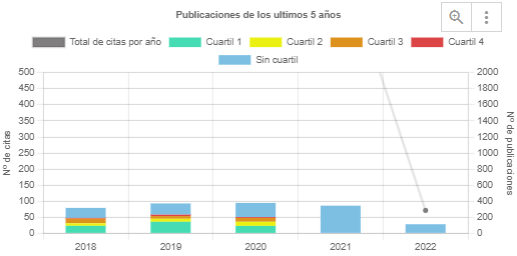 Publicaciones de los ultimos 5 años
Total de citas por año Cuartil 1 Cuartil 2 Cuartil 3 Cuartil 4
Sin cuartil
500 2000
450 1800
400 1600
350 1400
300 1200
250 1000
200 800
150 600
100 400
50 200
0 0
Nº de citas
Nº de publicaciones
2018 2019 2020 2021 2022